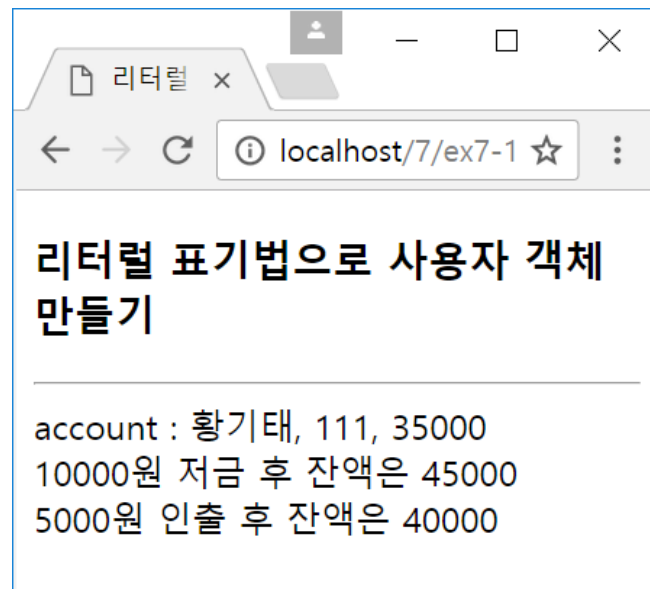 리터럴
localhost/7/ex7-1
리터럴 표기법으로 사용자 객체
만들기
account : 황기태, 111, 35000
10000원 저금 후 잔액은 45000
5000원 인출 후 잔액은 40000